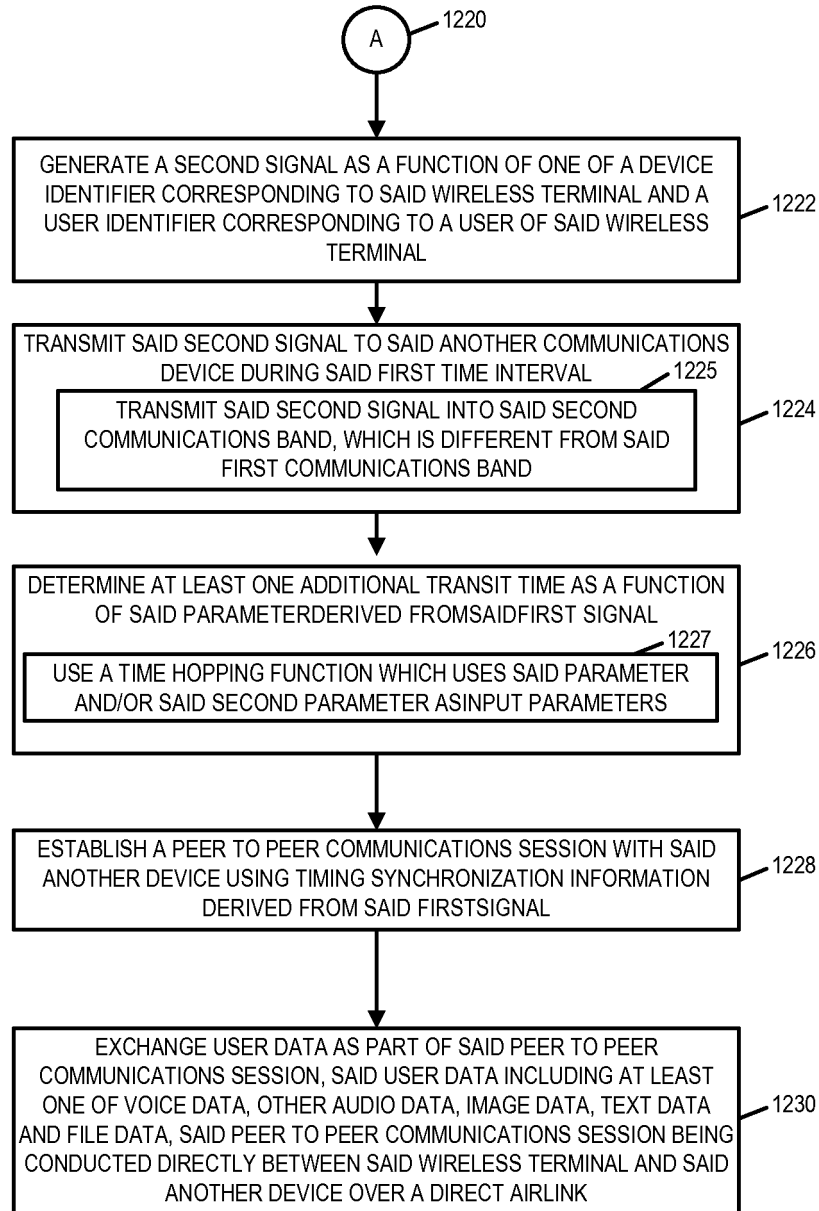 A
1220
GENERATE A SECOND SIGNAL AS A FUNCTION OF ONE OF A DEVICE
IDENTIFIER CORRESPONDING TO SAID WIRELESS TERMINAL AND A
USER IDENTIFIER CORRESPONDING TO A USER OF SAID WIRELESS
TERMINAL
1222
TRANSMIT SAID SECOND SIGNAL TO SAID ANOTHER COMMUNICATIONS
DEVICE DURING SAID FIRST TIME INTERVAL
1225
TRANSMIT SAID SECOND SIGNAL INTO SAID SECOND
COMMUNICATIONS BAND, WHICH IS DIFFERENT FROM SAID
FIRST COMMUNICATIONS BAND
1224
DETERMINE AT LEAST ONE ADDITIONAL TRANSIT TIME AS A FUNCTION
OF SAID PARAMETERDERIVED FROMSAIDFIRST SIGNAL
1227
USE A TIME HOPPING FUNCTION WHICH USES SAID PARAMETER
AND/OR SAID SECOND PARAMETER ASINPUT PARAMETERS
1226
ESTABLISH A PEER TO PEER COMMUNICATIONS SESSION WITH SAID
ANOTHER DEVICE USING TIMING SYNCHRONIZATION INFORMATION
DERIVED FROM SAID FIRSTSIGNAL
1228
EXCHANGE USER DATA AS PART OF SAID PEER TO PEER
COMMUNICATIONS SESSION, SAID USER DATA INCLUDING AT LEAST
ONE OF VOICE DATA, OTHER AUDIO DATA, IMAGE DATA, TEXT DATA
AND FILE DATA, SAID PEER TO PEER COMMUNICATIONS SESSION BEING
CONDUCTED DIRECTLY BETWEEN SAID WIRELESS TERMINAL AND SAID
ANOTHER DEVICE OVER A DIRECT AIRLINK
1230